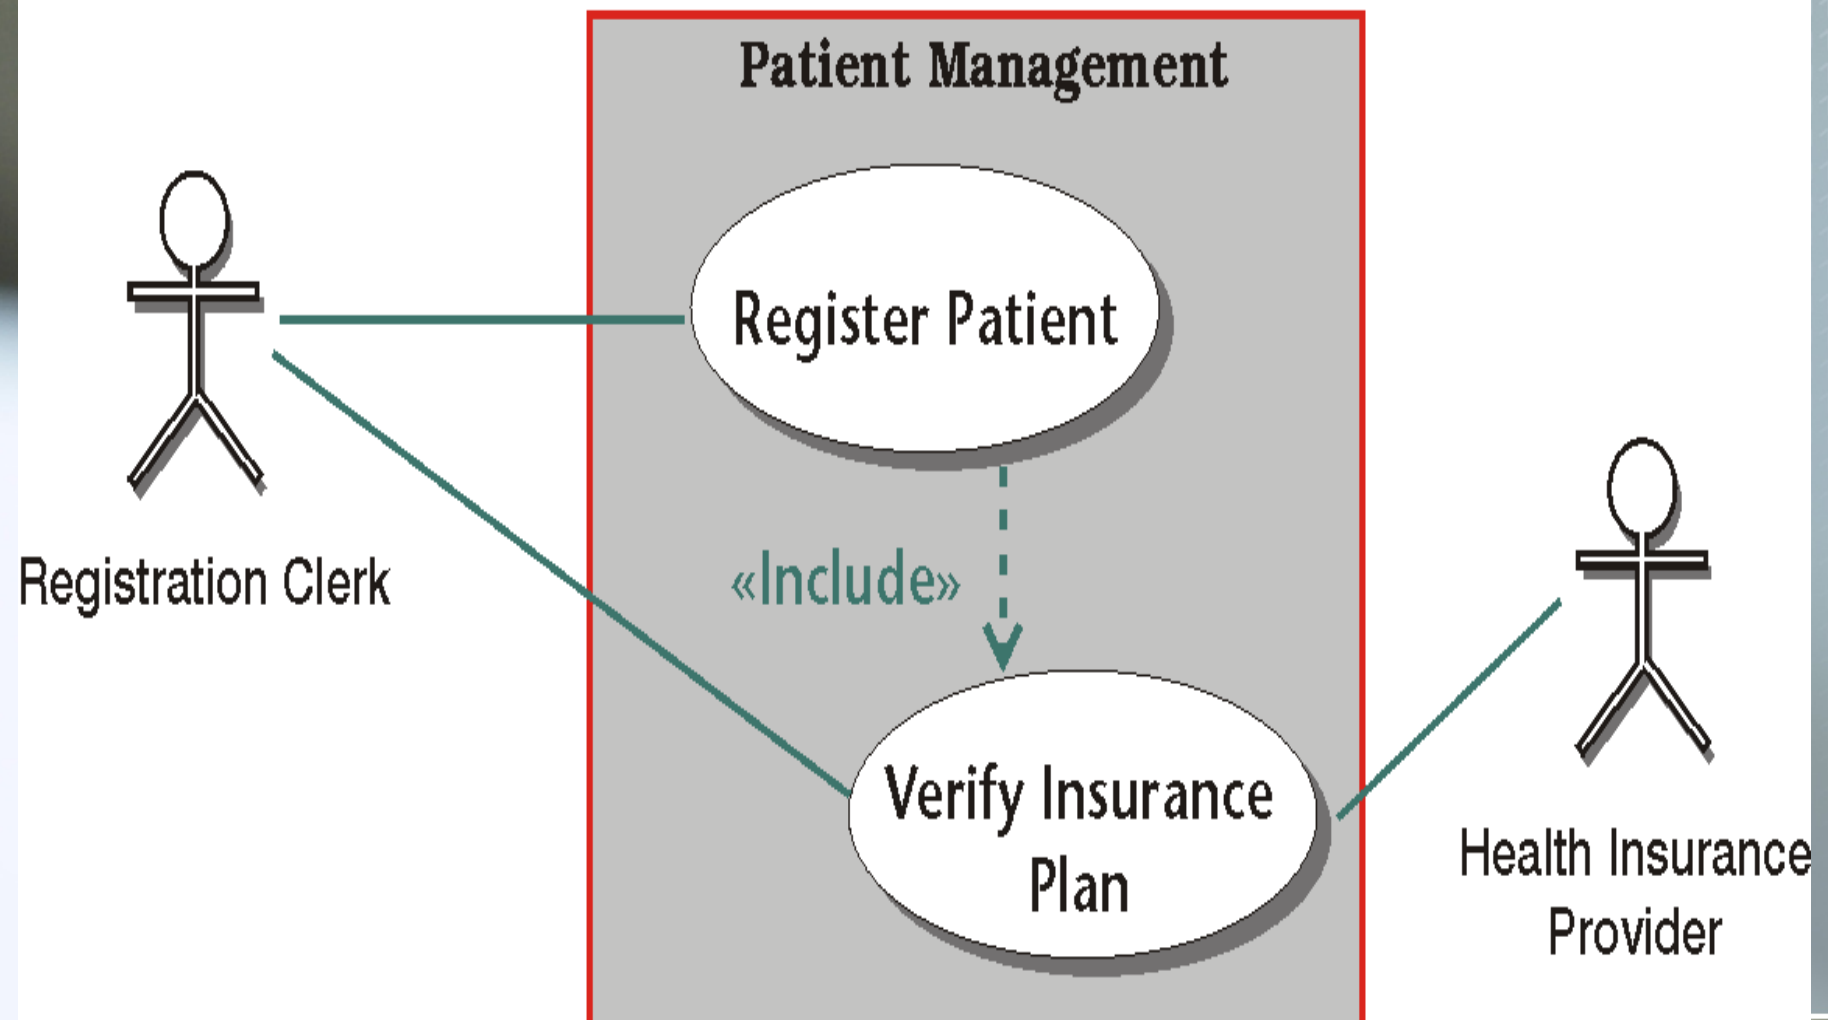 Patient Management
Register Patient
Registration Clerk
«Include»
Verify Insurance
Plan
Health Insurance
Provider